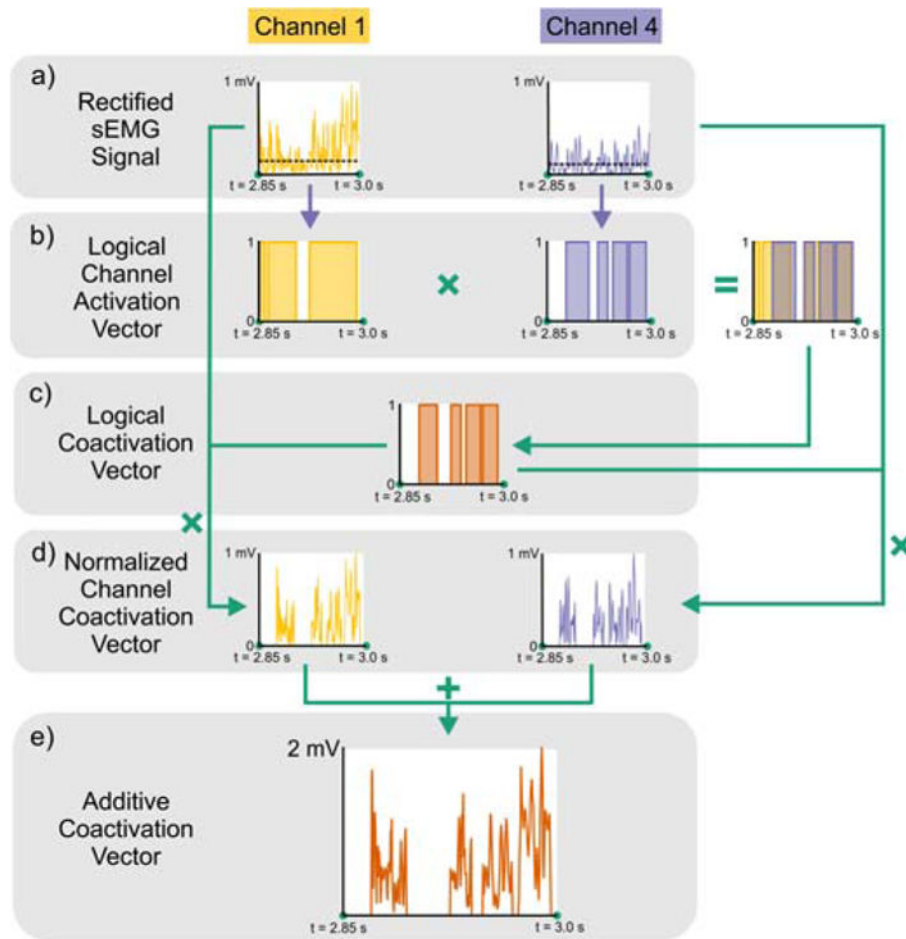 Channel 1
Channel 4
a)
Rectified
sEMG
Signal
1 mV
t = 2.85 s
t = 3.0 s
1 mV
t = 2.85 s
t = 3.0 s
b)
Logical
Channel
Activation
Vector
1
0
t = 2.85 s
t = 3.0 s
×
1
0
t = 2.85 s
t = 3.0 s
=
1
0
t = 2.85 s
t = 3.0 s
c)
Logical
Coactivation
Vector
1
0
t = 2.85 s
t = 3.0 s
×
×
d)
Normalized
Channel
Coactivation
Vector
1 mV
0
t = 2.85 s
t = 3.0 s
1 mV
0
t = 2.85 s
t = 3.0 s
+
e)
Additive
Coactivation
Vector
2 mV
t = 2.85 s
t = 3.0 s